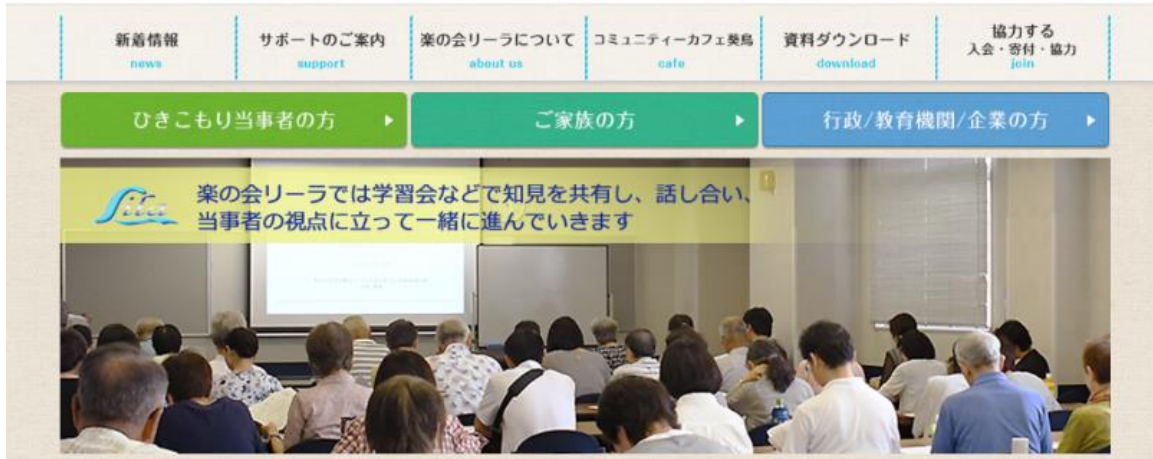 新着情報
news
サポートのご案内
support
楽の会リーラについて
about us
コミュニティーカフェ葵鳥
cafe
資料ダウンロード
download
協力する
入会・寄付・協力
join
ひきこもり当事者の方
ご家族の方
行政/教育機関/企業の方
Lila
楽の会リーラでは学習会などで知見を共有し、話し合い、
当事者の視点に立って一緒に進んでいきます